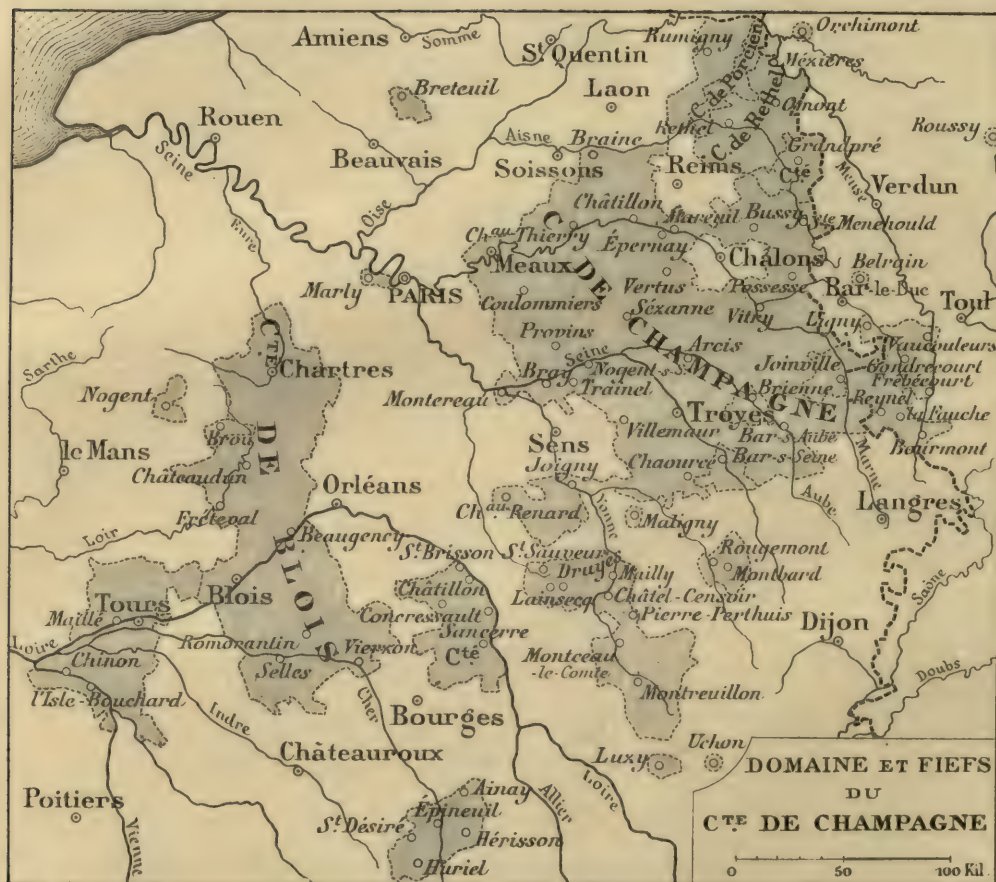 Amiens
Somme
St. Quentin
Rumigny
Orchimont
Mézières
C. de Porcien
Breteuil
Laon
C. de Rethel
Omont
Rouen
Aisne
Braine
Rethel
Grandpré
Roussy
Seine
Beauvais
Soissons
Reims
Cté
Meuse
Verdun
Oise
Châtillon
Mareuil
Bussy
Ste Menehould
Eure
Chau Thierry
Épernay
Châlons
Belrain
Meaux
Marly
PARIS
Vertus
Possesse
Bar-le-Duc
Toul
Coulommiers
Sézanne
Vitry
Ligny
Provins
Vaucouleurs
CTÉ
Seine
Arcis
Joinville
Gondrecourt
Sarthe
Chartres
Bray
Nogent-s-S.
Brienne
Frébécourt
Nogent
Montereau
Trainel
Reynel
la Fauche
C. DE CHAMPAGNE
Troyes
Brou
DE
Sens
Villemaur
Bar-s-Aube
le Mans
Châteaudun
Joigny
Chaource
Bar-s-Seine
Bourmont
Orléans
Marne
Fréteval
Chau Renard
Yonne
Aube
Langres
Loir
Beaugency
Maligny
St. Brisson
St. Sauveur
Rougemont
BLOIS
Druyes
Mailly
Montbard
Châtillon
Saône
Tours
Blois
Lainsecq
Châtel-Censoir
Maillé
Concressault
Pierre-Perthuis
Dijon
Loire
Romorantin
Sancerre
Vierzon
Cté
Montceau
-le-Comte
Chinon
Selles
Doubs
l'Isle-Bouchard
Cher
Montreuillon
Indre
Bourges
Châteauroux
Luzy
Uchon
Loire
Ainay
Allier
Poitiers
Épineuil
St. Désiré
Hérisson
Vienne
Huriel
DOMAINE ET FIEFS
DU
CTE. DE CHAMPAGNE
0 50 100 Kil.